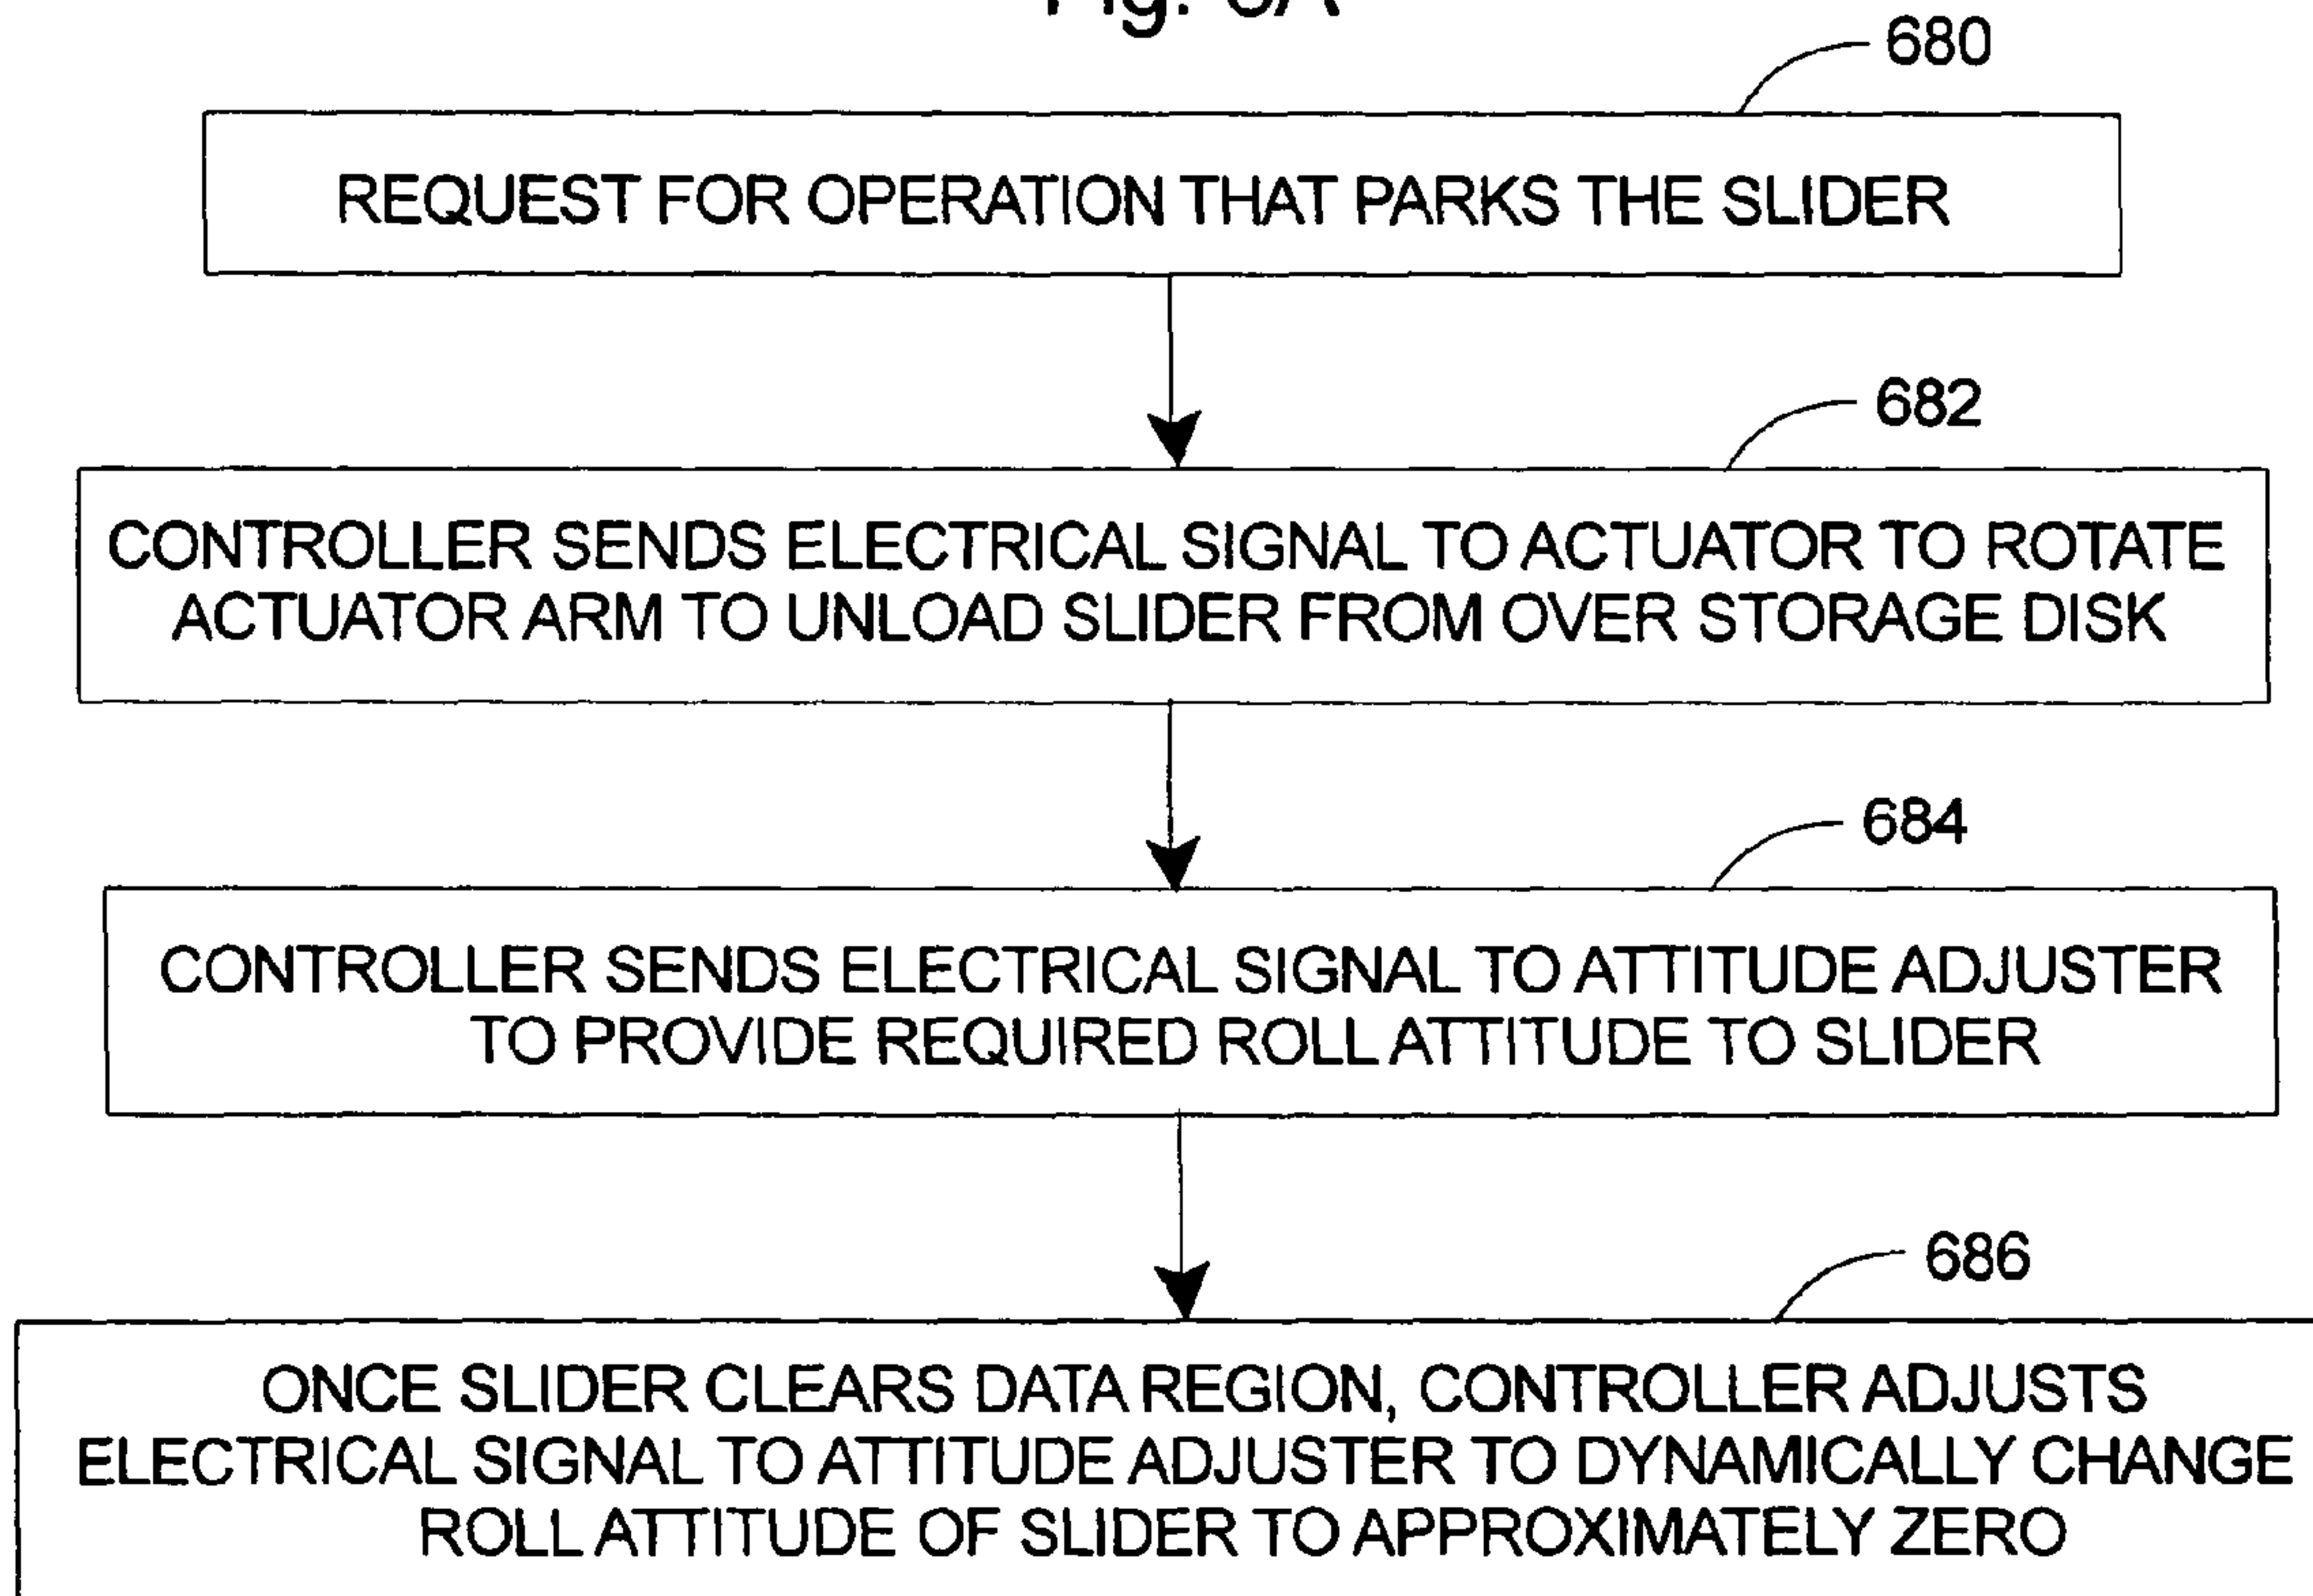 680
REQUEST FOR OPERATION THAT PARKS THE SLIDER
682
CONTROLLER SENDS ELECTRICAL SIGNAL TO ACTUATOR TO ROTATE
ACTUATOR ARM TO UNLOAD SLIDER FROM OVER STORAGE DISK
684
CONTROLLER SENDS ELECTRICAL SIGNAL TO ATTITUDE ADJUSTER
TO PROVIDE REQUIRED ROLL ATTITUDE TO SLIDER
686
ONCE SLIDER CLEARS DATA REGION, CONTROLLER ADJUSTS
ELECTRICAL SIGNAL TO ATTITUDE ADJUSTER TO DYNAMICALLY CHANGE
ROLL ATTITUDE OF SLIDER TO APPROXIMATELY ZERO